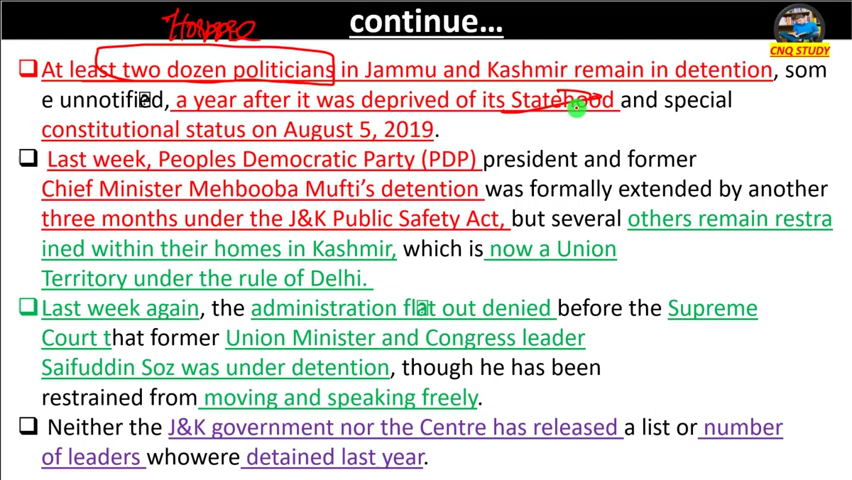 continue...
CNQ STUDY
At least two dozen politicians in Jammu and Kashmir remain in detention, som
e unnotified, a year after it was deprived of its Statehood and special
constitutional status on August 5, 2019.
Last week, Peoples Democratic Party (PDP) president and former
Chief Minister Mehbooba Mufti's detention was formally extended by another
three months under the J&K Public Safety Act, but several others remain restra
ined within their homes in Kashmir, which is now a Union
Territory under the rule of Delhi.
Last week again, the administration flat out denied before the Supreme
Court that former Union Minister and Congress leader
Saifuddin Soz was under detention, though he has been
restrained from moving and speaking freely.
Neither the J&K government nor the Centre has released a list or number
of leaders whowere detained last year.